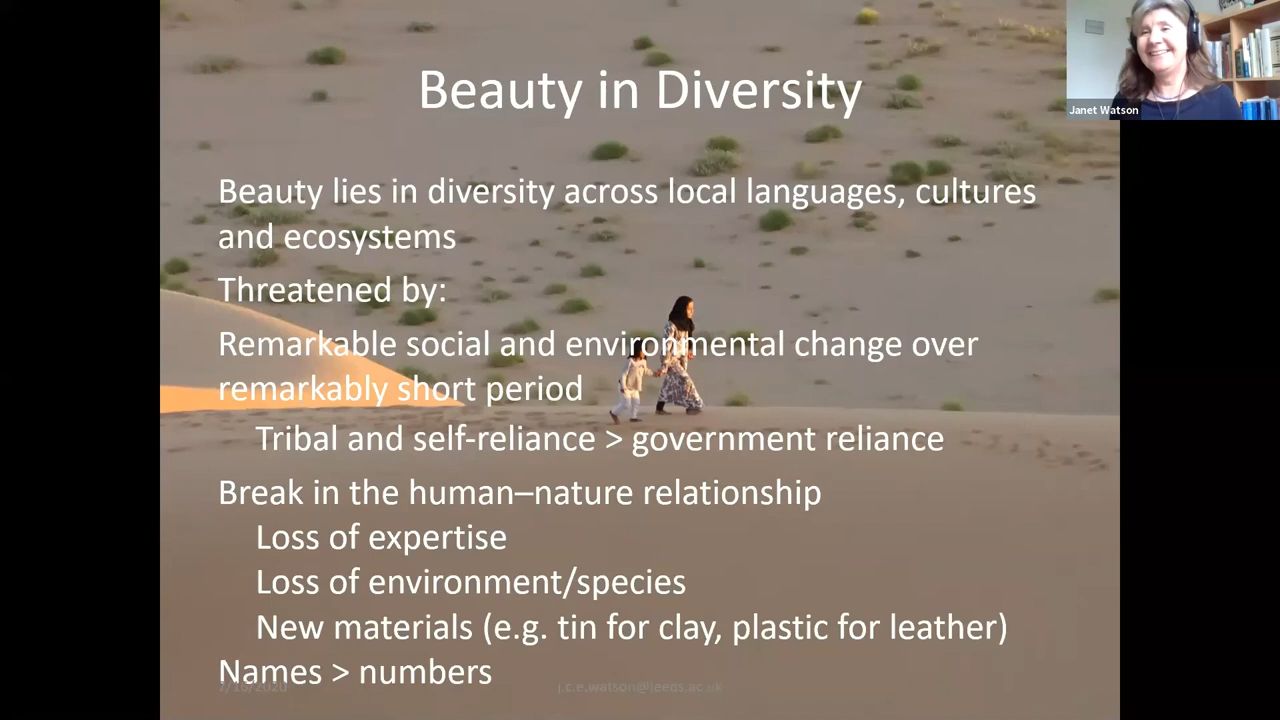 Beauty in Diversity
Janet Watson
Beauty lies in diversity across local languages, cultures
and ecosystems
Threatened by:
Remarkable social and environmental change over
remarkably short period
Tribal and self-reliance > government reliance
Break in the human–nature relationship
Loss of expertise
Loss of environment/species
New materials (e.g. tin for clay, plastic for leather)
Names > numbers
7/16/2020
j.c.e.watson@leeds.ac.uk